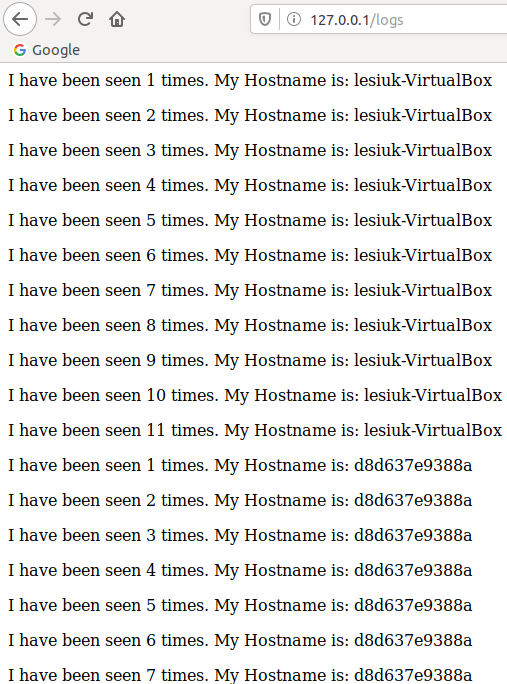 127.0.0.1/logs
Google
I have been seen 1 times. My Hostname is: lesiuk-VirtualBox
I have been seen 2 times. My Hostname is: lesiuk-VirtualBox
I have been seen 3 times. My Hostname is: lesiuk-VirtualBox
I have been seen 4 times. My Hostname is: lesiuk-VirtualBox
I have been seen 5 times. My Hostname is: lesiuk-VirtualBox
I have been seen 6 times. My Hostname is: lesiuk-VirtualBox
I have been seen 7 times. My Hostname is: lesiuk-VirtualBox
I have been seen 8 times. My Hostname is: lesiuk-VirtualBox
I have been seen 9 times. My Hostname is: lesiuk-VirtualBox
I have been seen 10 times. My Hostname is: lesiuk-VirtualBox
I have been seen 11 times. My Hostname is: lesiuk-VirtualBox
I have been seen 1 times. My Hostname is: d8d637e9388a
I have been seen 2 times. My Hostname is: d8d637e9388a
I have been seen 3 times. My Hostname is: d8d637e9388a
I have been seen 4 times. My Hostname is: d8d637e9388a
I have been seen 5 times. My Hostname is: d8d637e9388a
I have been seen 6 times. My Hostname is: d8d637e9388a
I have been seen 7 times. My Hostname is: d8d637e9388a